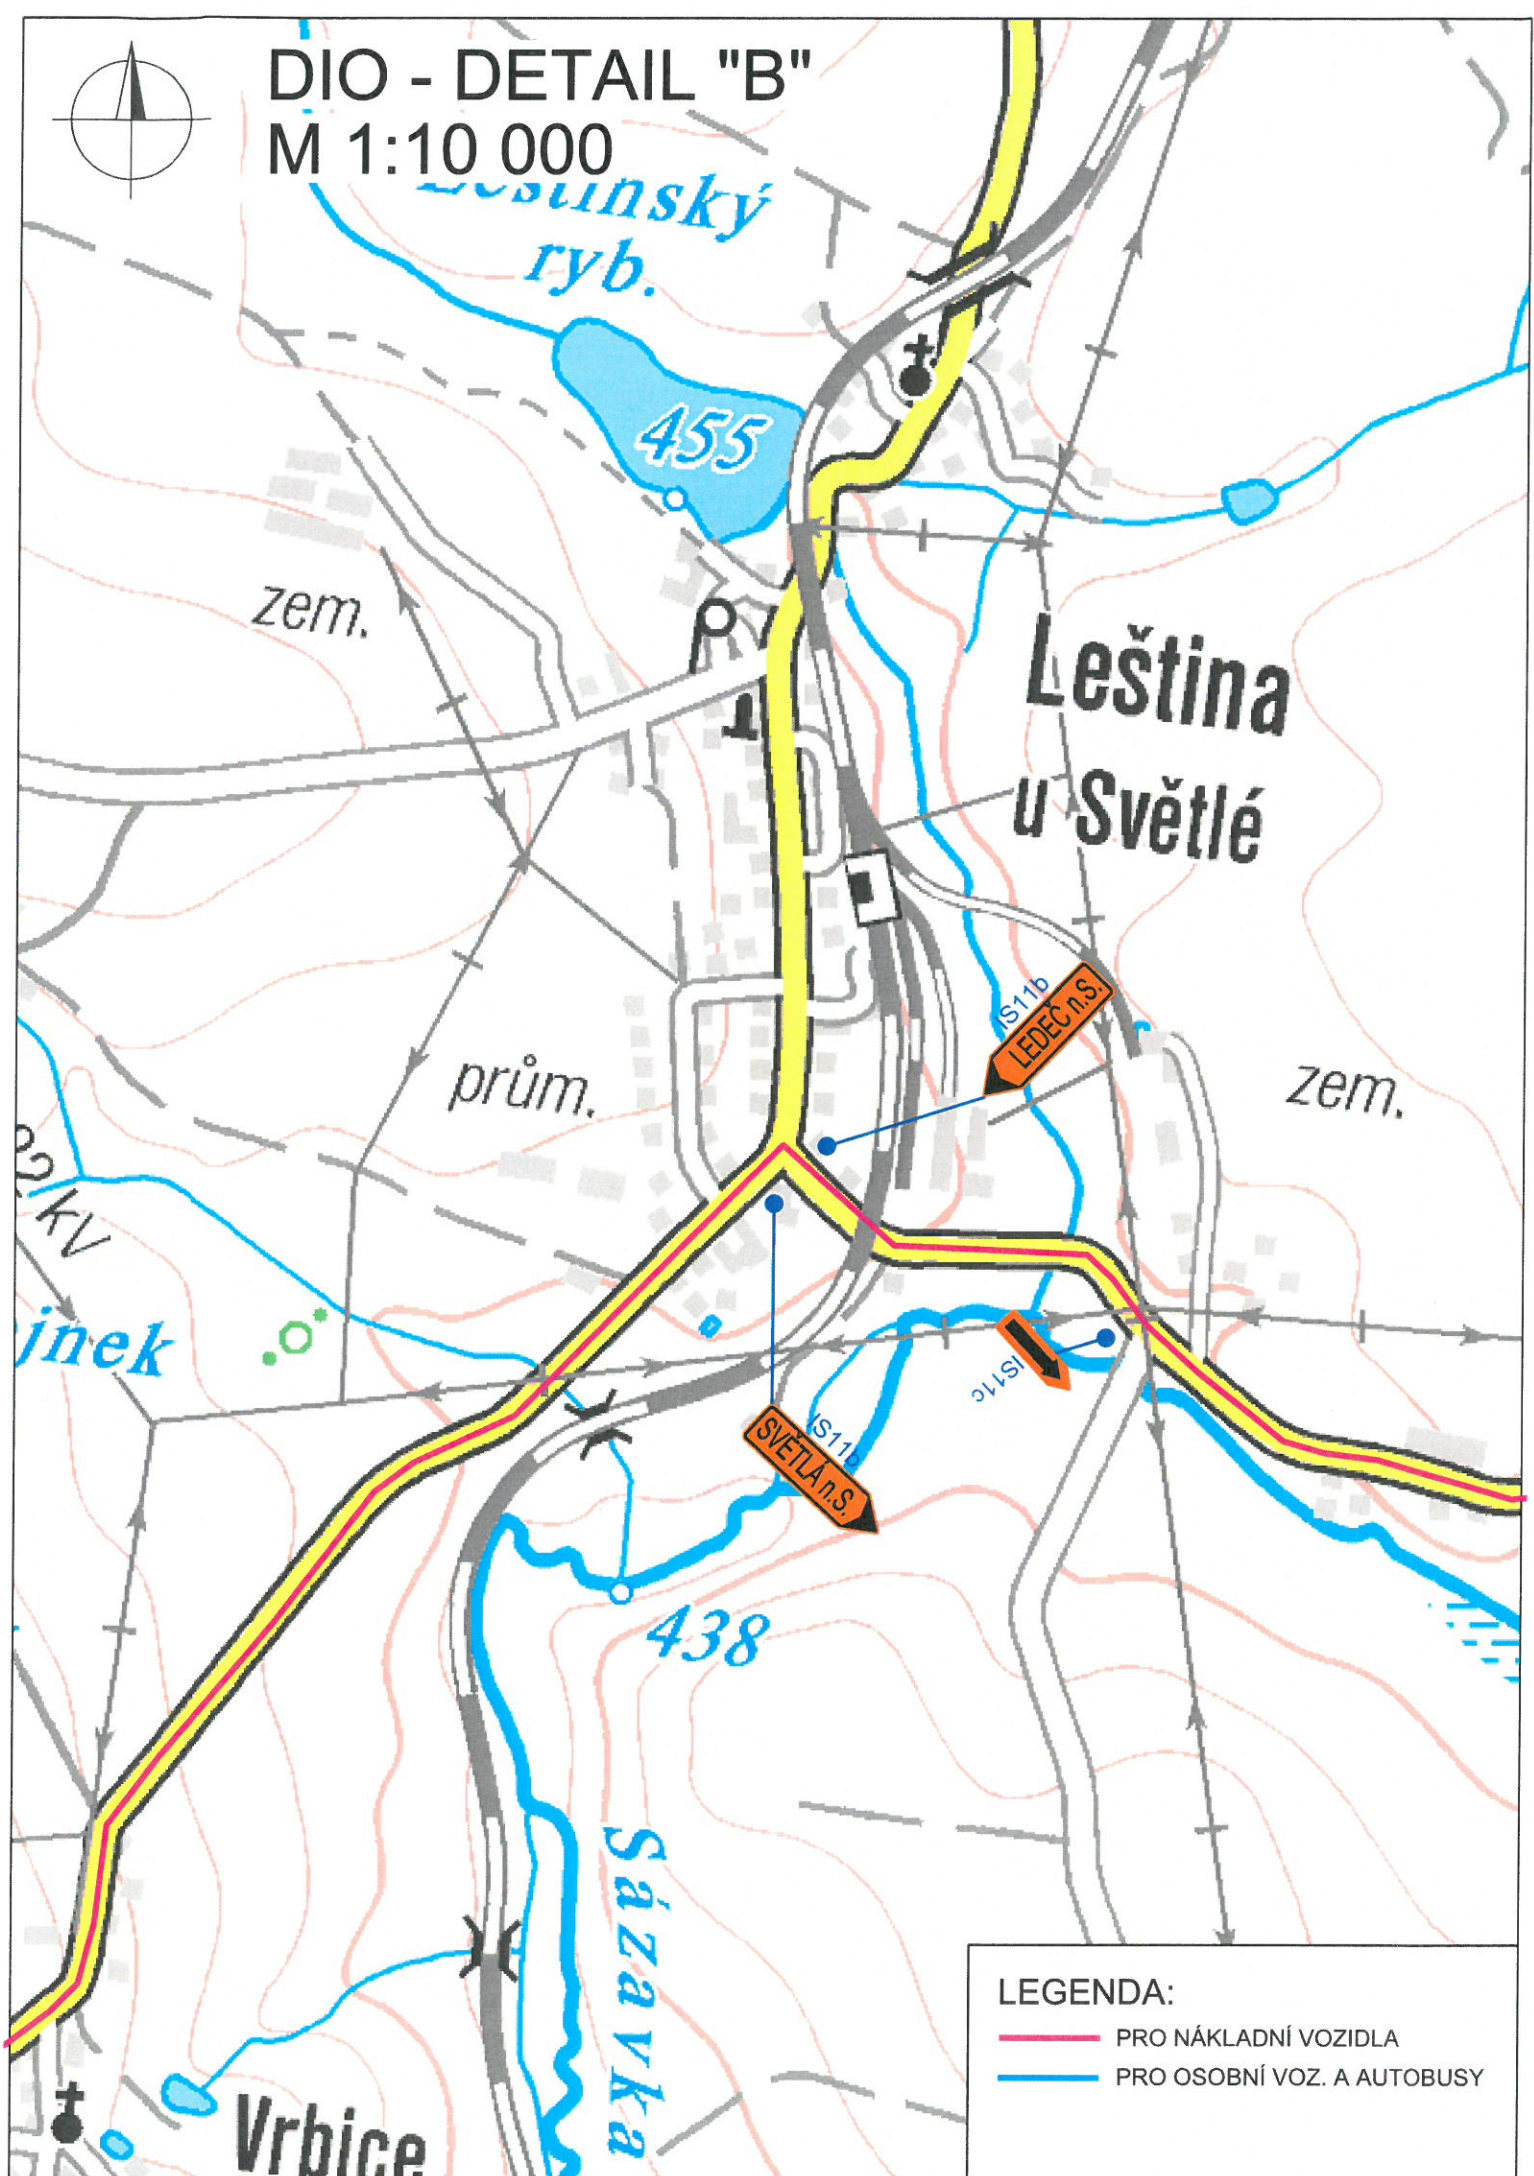 DIO - DETAIL "B"
M 1:10 000
Leštinský
ryb.
455
zem.
Leština
u Světlé
IS11b
LEDEČ n.S.
prům.
zem.
22 kV
jnek
IS11c
IS11b
SVĚTLÁ n.S.
438
Sázavka
LEGENDA:
PRO NÁKLADNÍ VOZIDLA
PRO OSOBNÍ VOZ. A AUTOBUSY
Vrbice